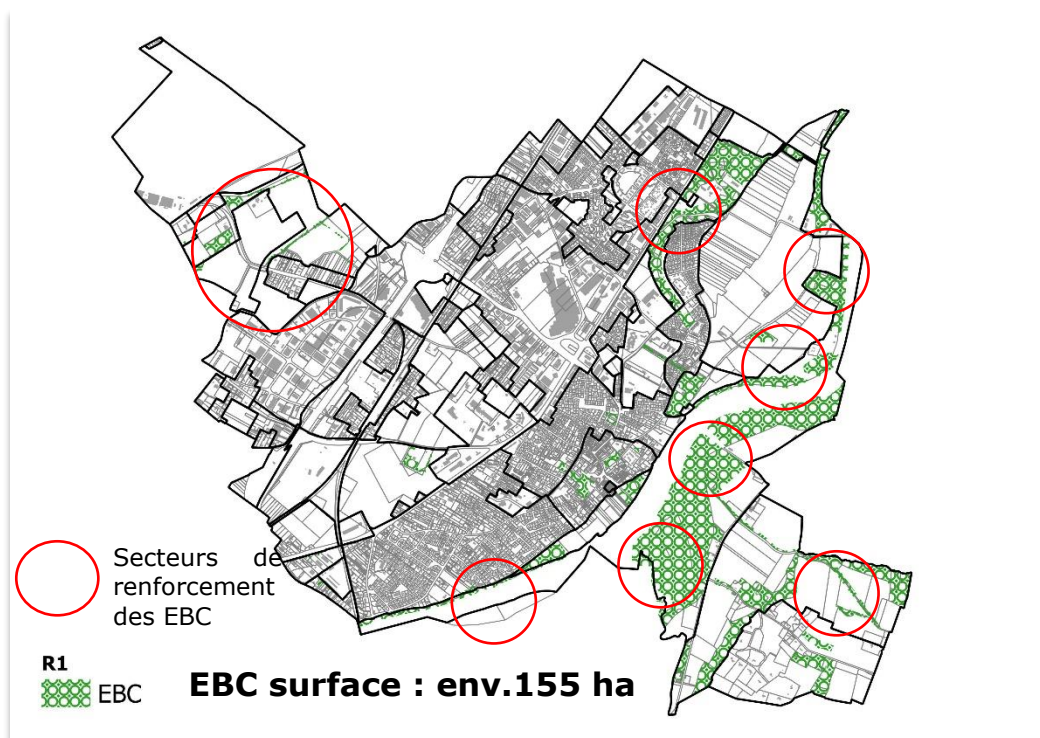 Secteurs de
renforcement
des EBC
R1
EBC
EBC surface : env.155 ha